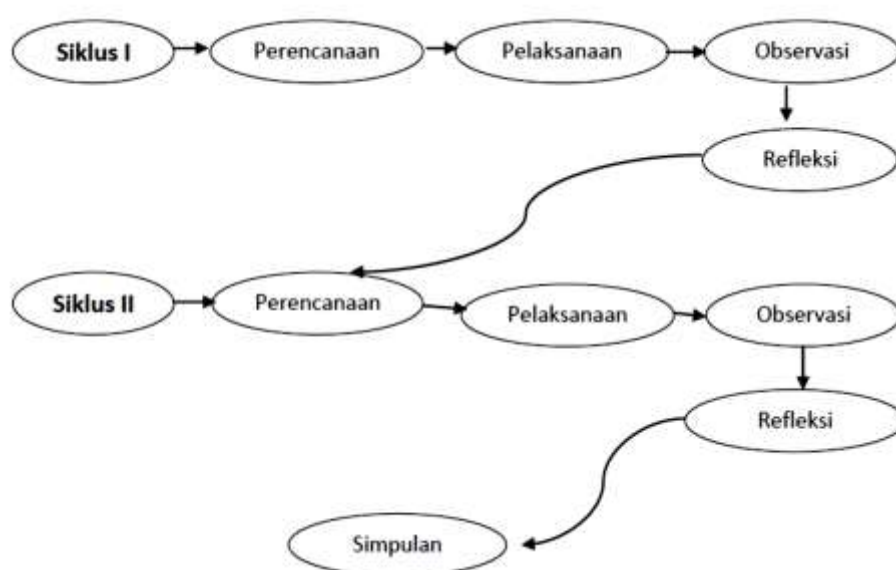 Siklus I
Perencanaan
Pelaksanaan
Observasi
Refleksi
Siklus II
Perencanaan
Pelaksanaan
Observasi
Refleksi
Simpulan